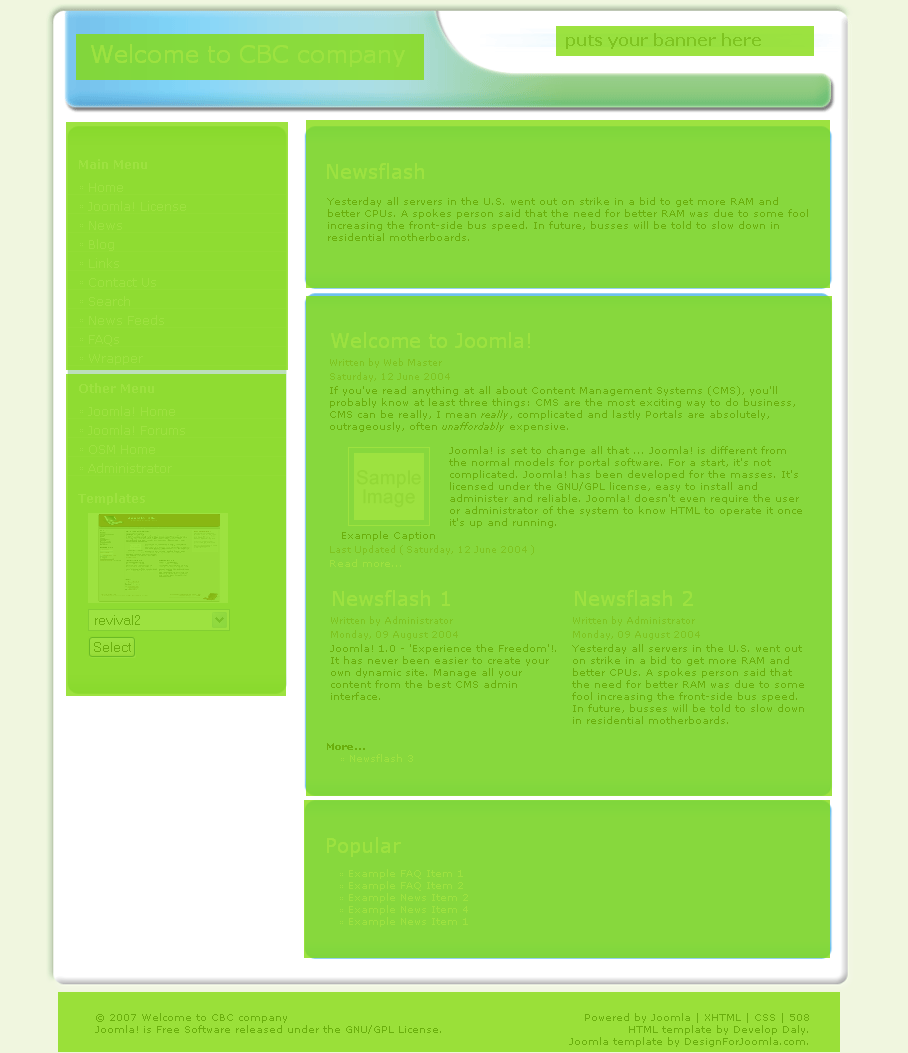 Welcome to CBC company
puts your banner here
Main Menu
Home
Joomla! License
News
Blog
Links
Contact Us
Search
News Feeds
FAQs
Wrapper
Other Menu
Joomla! Home
Joomla! Forums
OSM Home
Administrator
Templates
revival2
Select
Newsflash
Yesterday all servers in the U.S. went out on strike in a bid to get more RAM and
better CPUs. A spokes person said that the need for better RAM was due to some fool
increasing the front-side bus speed. In future, busses will be told to slow down in
residential motherboards.
Welcome to Joomla!
Written by Web Master
Saturday, 12 June 2004
If you've read anything at all about Content Management Systems (CMS), you'll
probably know at least three things: CMS are the most exciting way to do business,
CMS can be really, I mean really, complicated and lastly Portals are absolutely,
outrageously, often unaffordably expensive.
Sample
Image
Example Caption
Joomla! is set to change all that ... Joomla! is different from
the normal models for portal software. For a start, it's not
complicated. Joomla! has been developed for the masses. It's
licensed under the GNU/GPL license, easy to install and
administer and reliable. Joomla! doesn't even require the user
or administrator of the system to know HTML to operate it once
it's up and running.
Last Updated ( Saturday, 12 June 2004 )
Read more...
Newsflash 1
Written by Administrator
Monday, 09 August 2004
Joomla! 1.0 - 'Experience the Freedom'!.
It has never been easier to create your
own dynamic site. Manage all your
content from the best CMS admin
interface.
Newsflash 2
Written by Administrator
Monday, 09 August 2004
Yesterday all servers in the U.S. went out
on strike in a bid to get more RAM and
better CPUs. A spokes person said that
the need for better RAM was due to some
fool increasing the front-side bus speed.
In future, busses will be told to slow down
in residential motherboards.
More...
Newsflash 3
Popular
Example FAQ Item 1
Example FAQ Item 2
Example News Item 2
Example News Item 4
Example News Item 1
© 2007 Welcome to CBC company
Joomla! is Free Software released under the GNU/GPL License.
Powered by Joomla | XHTML | CSS | 508
HTML template by Develop Daly.
Joomla template by DesignForJoomla.com.